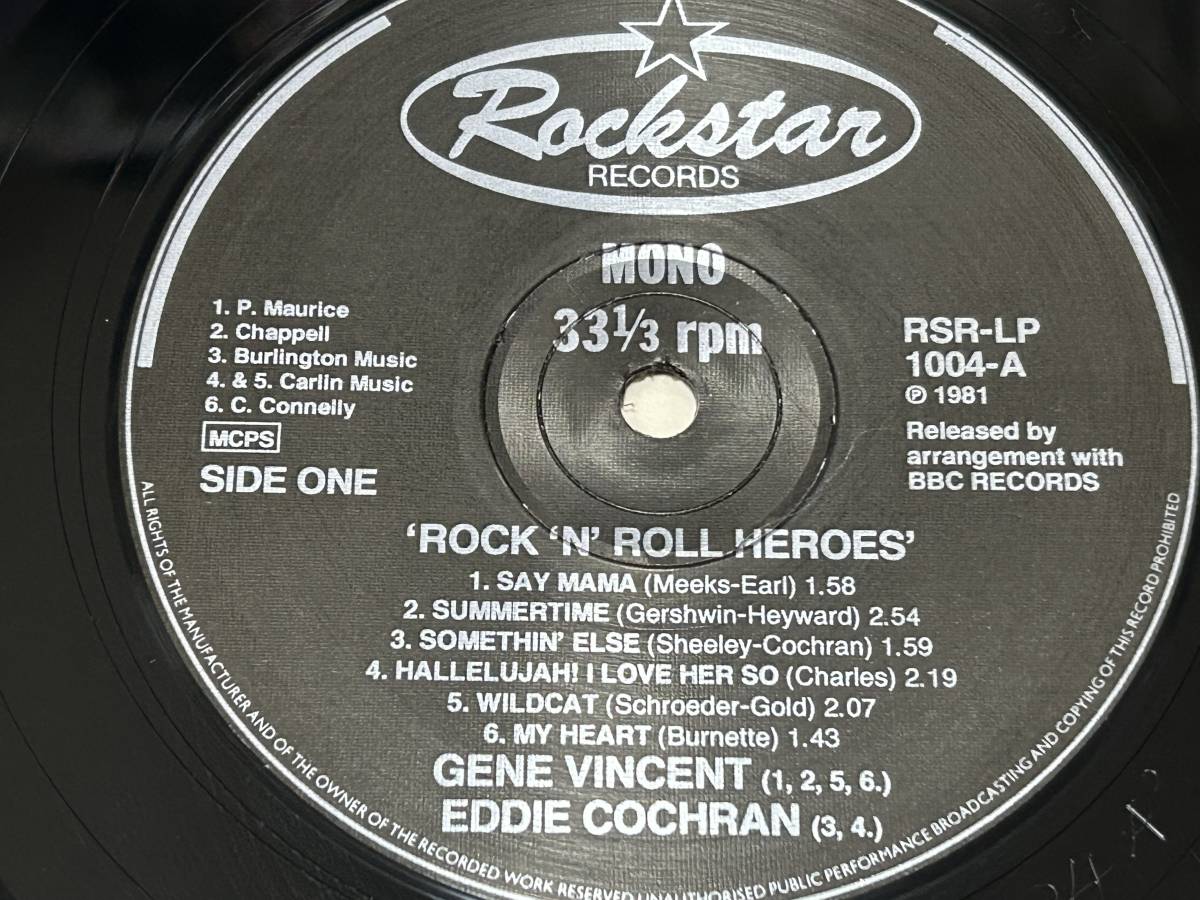 Rockstar
RECORDS
MONO
33 1/3 rpm
1. P. Maurice
2. Chappell
3. Burlington Music
4. & 5. Carlin Music
6. C. Connelly
MCPS
SIDE ONE
RSR-LP
1004-A
℗ 1981
Released by
arrangement with
BBC RECORDS
'ROCK 'N' ROLL HEROES'
1. SAY MAMA (Meeks-Earl) 1.58
2. SUMMERTIME (Gershwin-Heyward) 2.54
3. SOMETHIN' ELSE (Sheeley-Cochran) 1.59
4. HALLELUJAH! I LOVE HER SO (Charles) 2.19
5. WILDCAT (Schroeder-Gold) 2.07
6. MY HEART (Burnette) 1.43
GENE VINCENT (1, 2, 5, 6.)
EDDIE COCHRAN (3, 4.)
ALL RIGHTS OF THE MANUFACTURER AND OF THE OWNER OF THE RECORDED WORK RESERVED UNAUTHORISED PUBLIC PERFORMANCE BROADCASTING AND COPYING OF THIS RECORD PROHIBITED